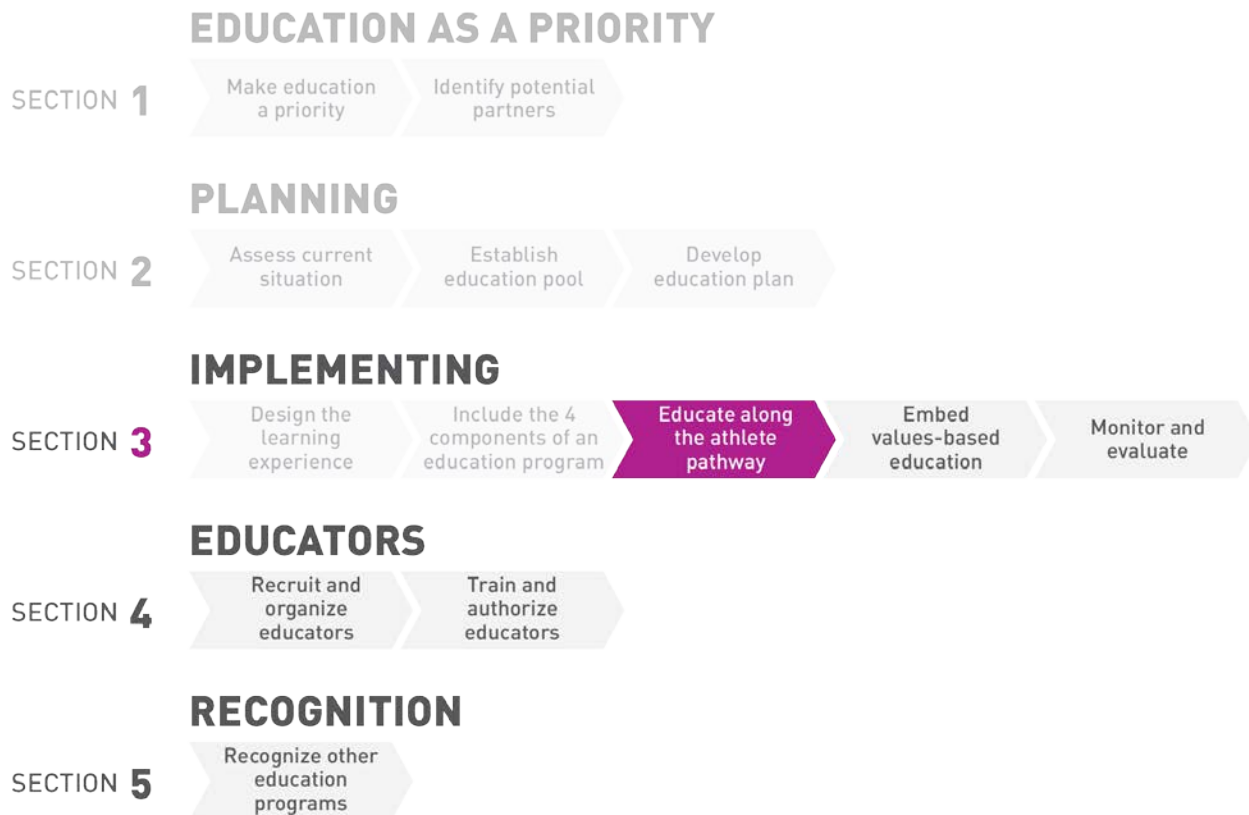 EDUCATION AS A PRIORITY
SECTION 1
Make education
a priority
Identify potential
partners
PLANNING
SECTION 2
Assess current
situation
Establish
education pool
Develop
education plan
IMPLEMENTING
SECTION 3
Design the
learning
experience
Include the 4
components of an
education program
Educate along
the athlete
pathway
Embed
values-based
education
Monitor and
evaluate
EDUCATORS
SECTION 4
Recruit and
organize
educators
Train and
authorize
educators
RECOGNITION
SECTION 5
Recognize other
education
programs